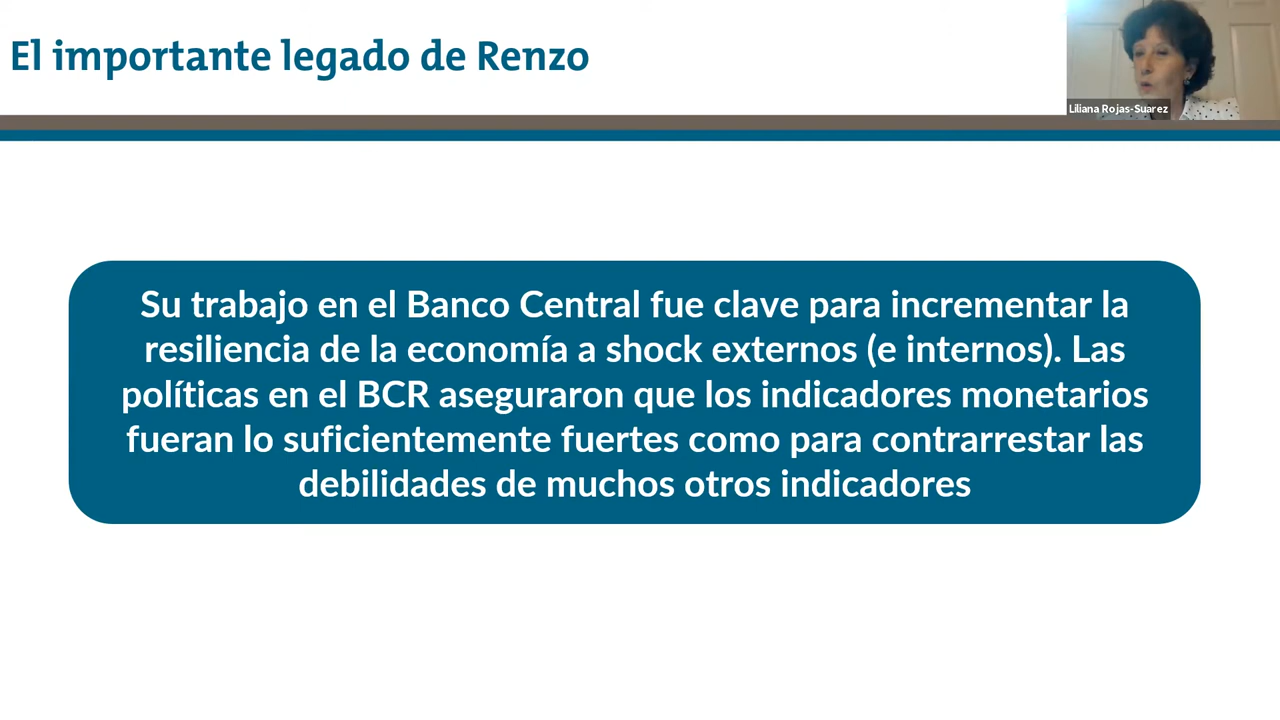 El importante legado de Renzo
Liliana Rojas-Suarez
Su trabajo en el Banco Central fue clave para incrementar la
resiliencia de la economía a shock externos (e internos). Las
políticas en el BCR aseguraron que los indicadores monetarios
fueran lo suficientemente fuertes como para contrarrestar las
debilidades de muchos otros indicadores